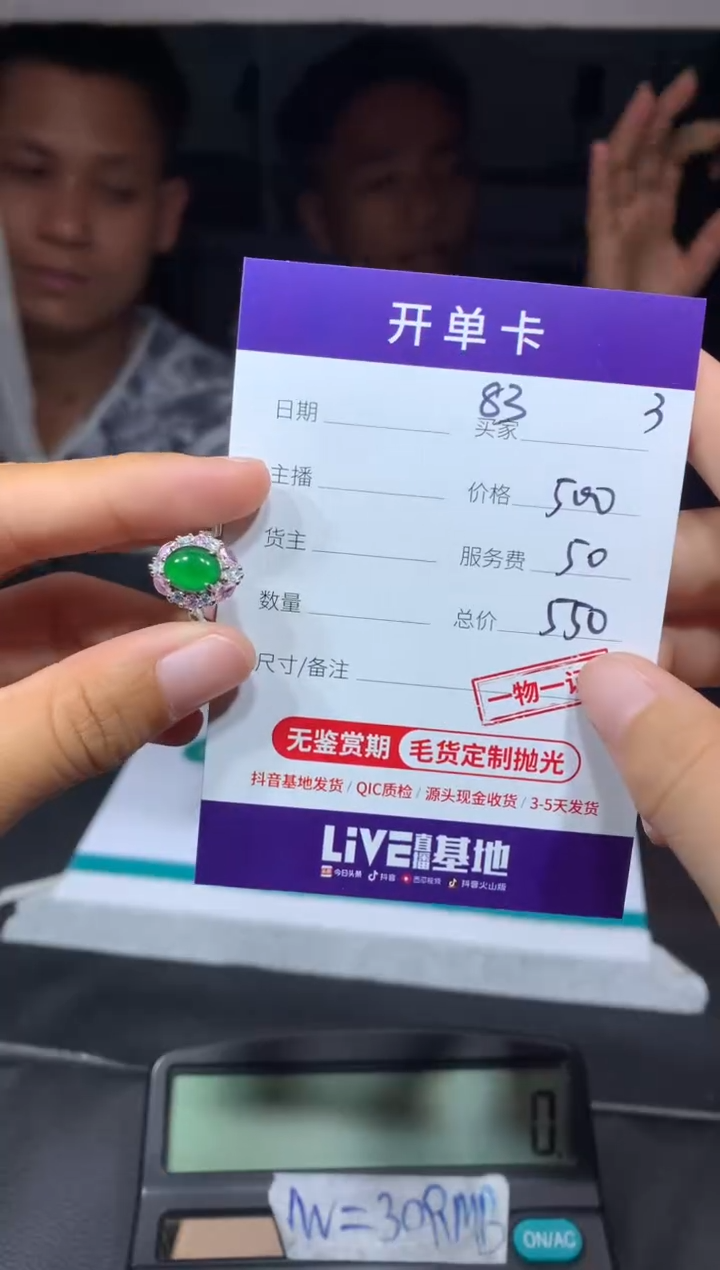 开单卡
日期 83 买家 3
主播 价格 500
货主 服务费 50
数量 总价 550
尺寸/备注
一物一
无鉴赏期 毛货定制抛光
抖音基地发货 / QIC质检 / 源头现金收货 / 3-5天发货
LiVE直播基地
今日头条 抖音 西瓜视频 抖音火山版
0
1W=30RMB
ON/AC